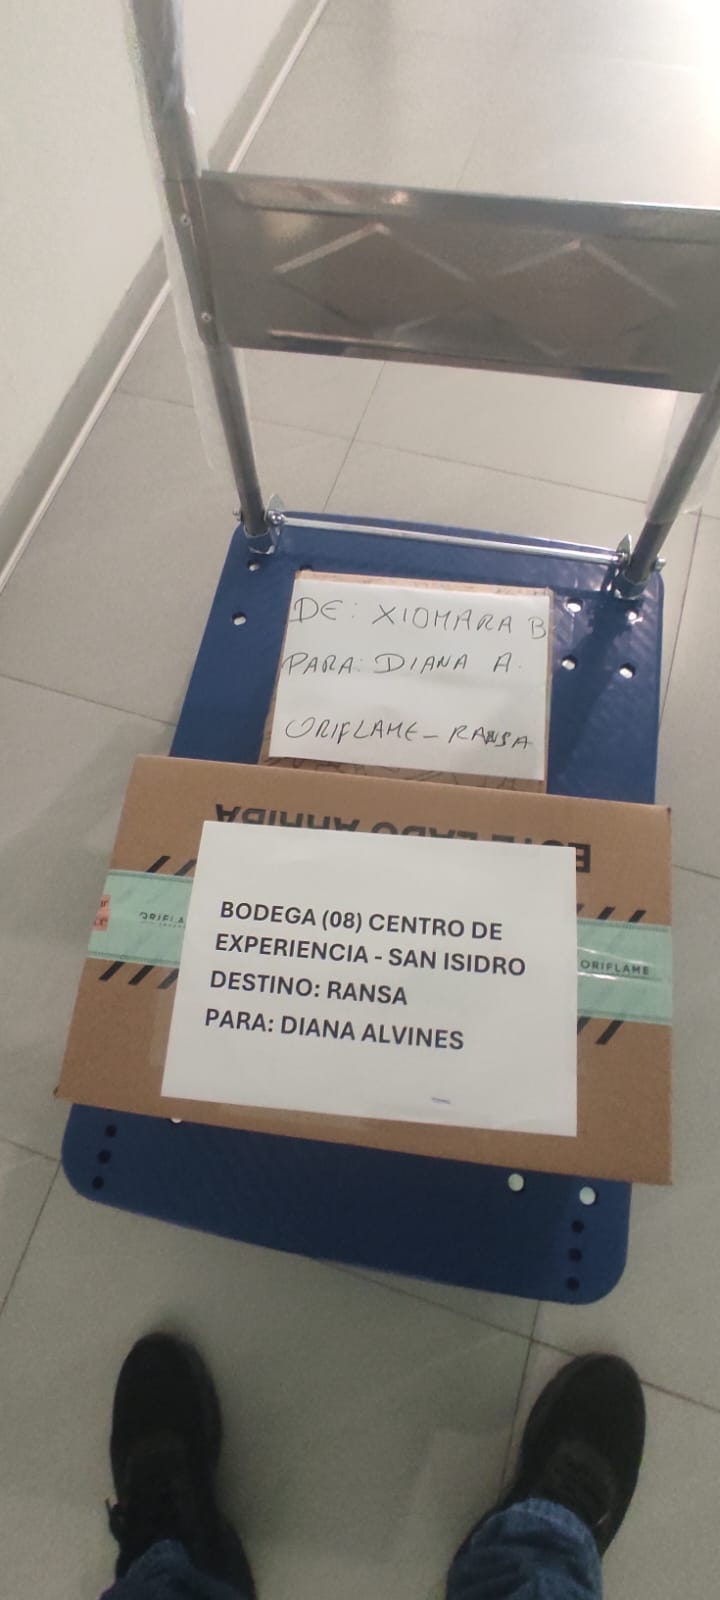 DE: XIOMARA B
PARA: DIANA A.
ORIFLAME - RANSA
ESTE LADO ARRIBA
BODEGA (08) CENTRO DE
EXPERIENCIA - SAN ISIDRO
DESTINO: RANSA
PARA: DIANA ALVINES
ORIFLA
ORIFLAME